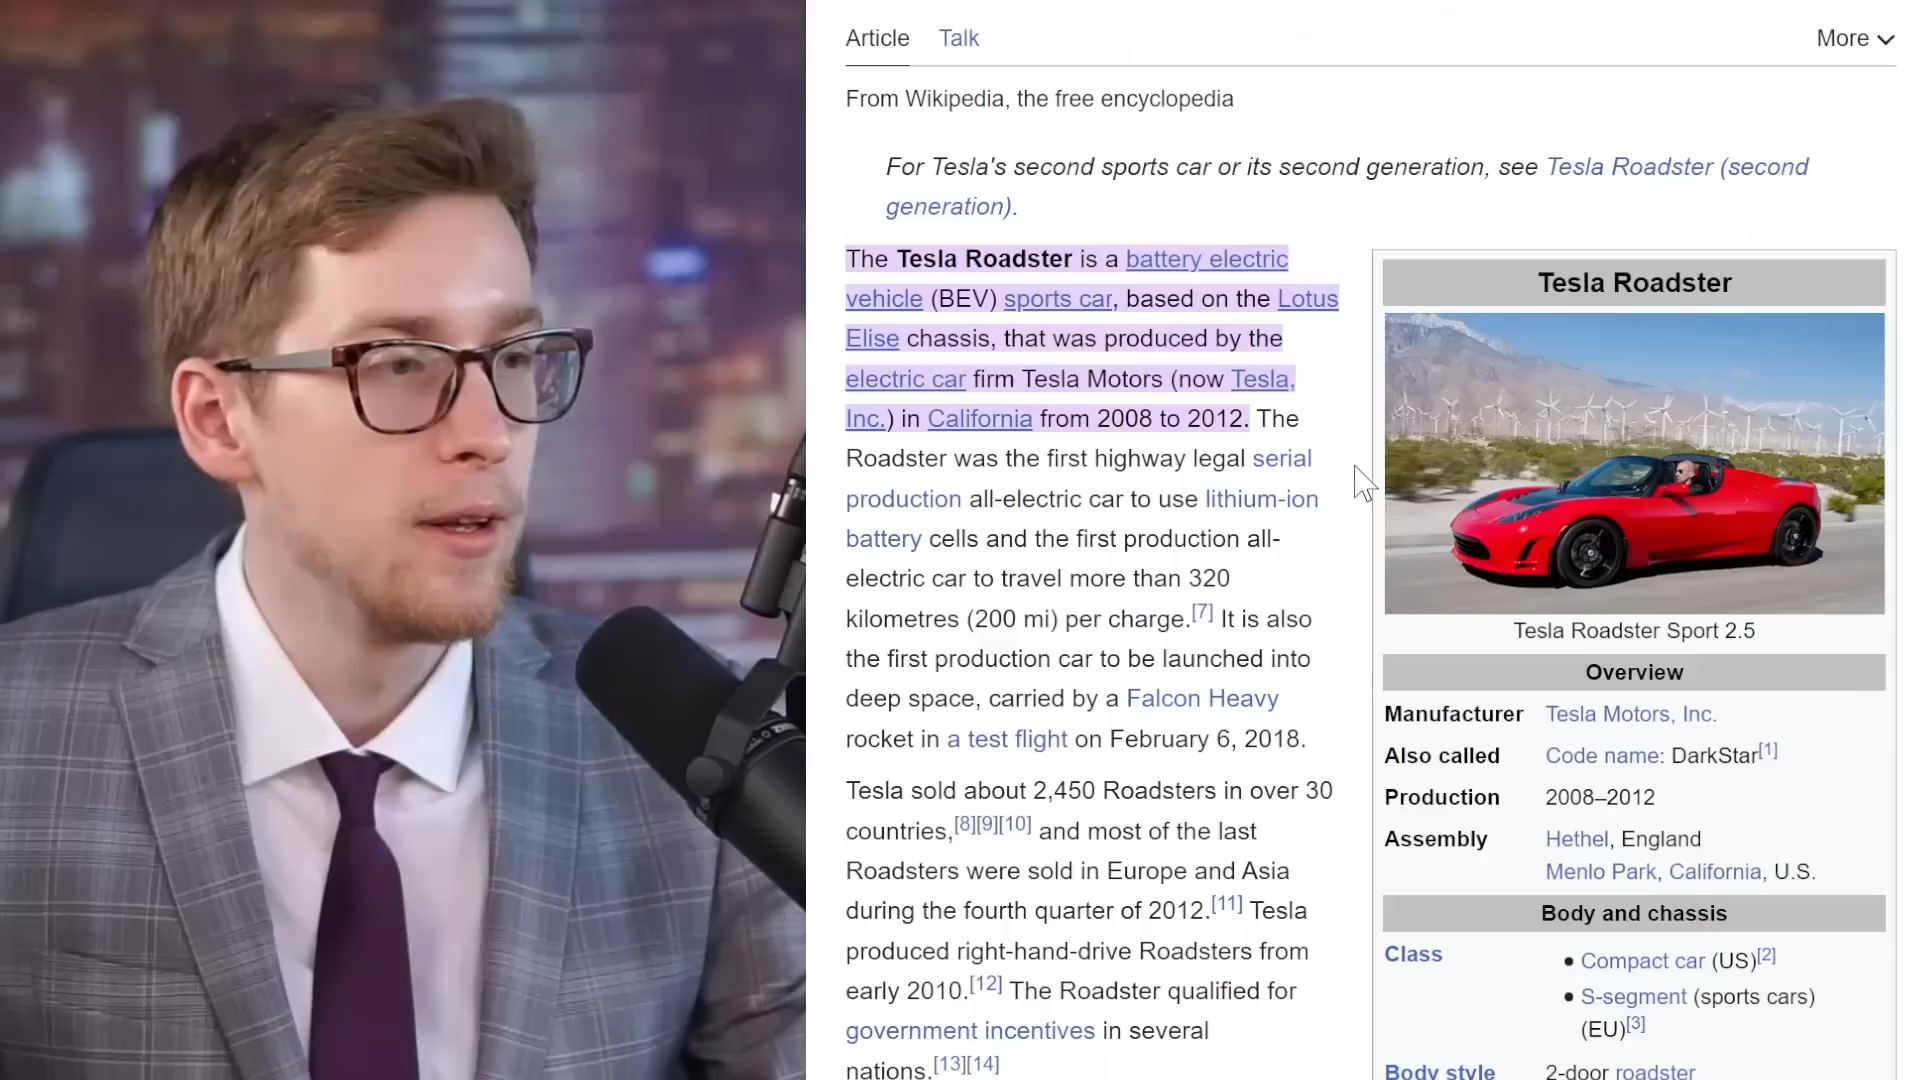 Article Talk More
From Wikipedia, the free encyclopedia
For Tesla's second sports car or its second generation, see Tesla Roadster (second
generation).
The Tesla Roadster is a battery electric
vehicle (BEV) sports car, based on the Lotus
Elise chassis, that was produced by the
electric car firm Tesla Motors (now Tesla,
Inc.) in California from 2008 to 2012. The
Roadster was the first highway legal serial
production all-electric car to use lithium-ion
battery cells and the first production all-
electric car to travel more than 320
kilometres (200 mi) per charge.[7] It is also
the first production car to be launched into
deep space, carried by a Falcon Heavy
rocket in a test flight on February 6, 2018.
Tesla sold about 2,450 Roadsters in over 30
countries,[8][9][10] and most of the last
Roadsters were sold in Europe and Asia
during the fourth quarter of 2012.[11] Tesla
produced right-hand-drive Roadsters from
early 2010.[12] The Roadster qualified for
government incentives in several
nations.[13][14]
Tesla Roadster
Tesla Roadster Sport 2.5
Overview
Manufacturer Tesla Motors, Inc.
Also called Code name: DarkStar[1]
Production 2008–2012
Assembly Hethel, England
Menlo Park, California, U.S.
Body and chassis
Class • Compact car (US)[2]
• S-segment (sports cars)
(EU)[3]
Body style 2-door roadster